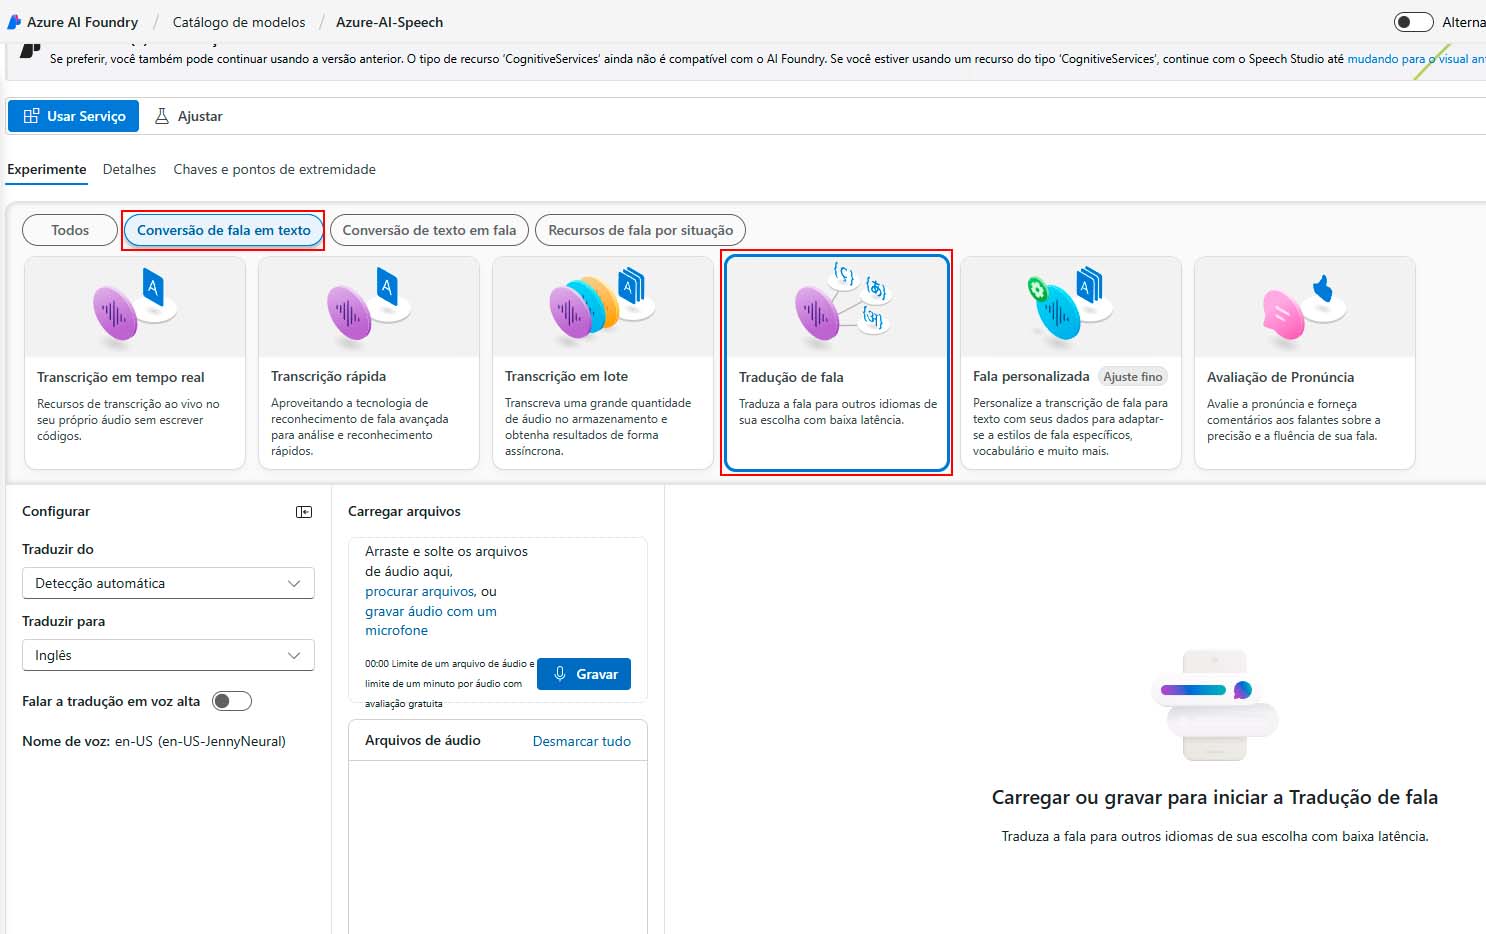 Azure AI Foundry / Catálogo de modelos / Azure-AI-Speech
Alterna
Se preferir, você também pode continuar usando a versão anterior. O tipo de recurso 'CognitiveServices' ainda não é compatível com o AI Foundry. Se você estiver usando um recurso do tipo 'CognitiveServices', continue com o Speech Studio até mudando para o visual ant
Usar Serviço
Ajustar
Experimente
Detalhes
Chaves e pontos de extremidade
Todos
Conversão de fala em texto
Conversão de texto em fala
Recursos de fala por situação
Transcrição em tempo real
Recursos de transcrição ao vivo no
seu próprio áudio sem escrever
códigos.
Transcrição rápida
Aproveitando a tecnologia de
reconhecimento de fala avançada
para análise e reconhecimento
rápidos.
Transcrição em lote
Transcreva uma grande quantidade
de áudio no armazenamento e
obtenha resultados de forma
assíncrona.
Tradução de fala
Traduza a fala para outros idiomas de
sua escolha com baixa latência.
Fala personalizada
Ajuste fino
Personalize a transcrição de fala para
texto com seus dados para adaptar-
se a estilos de fala específicos,
vocabulário e muito mais.
Avaliação de Pronúncia
Avalie a pronúncia e forneça
comentários aos falantes sobre a
precisão e a fluência de sua fala.
Configurar
Traduzir do
Detecção automática
Traduzir para
Inglês
Falar a tradução em voz alta
Nome de voz: en-US (en-US-JennyNeural)
Carregar arquivos
Arraste e solte os arquivos
de áudio aqui,
procurar arquivos, ou
gravar áudio com um
microfone
00:00 Limite de um arquivo de áudio e
limite de um minuto por áudio com
avaliação gratuita
Gravar
Arquivos de áudio
Desmarcar tudo
Carregar ou gravar para iniciar a Tradução de fala
Traduza a fala para outros idiomas de sua escolha com baixa latência.